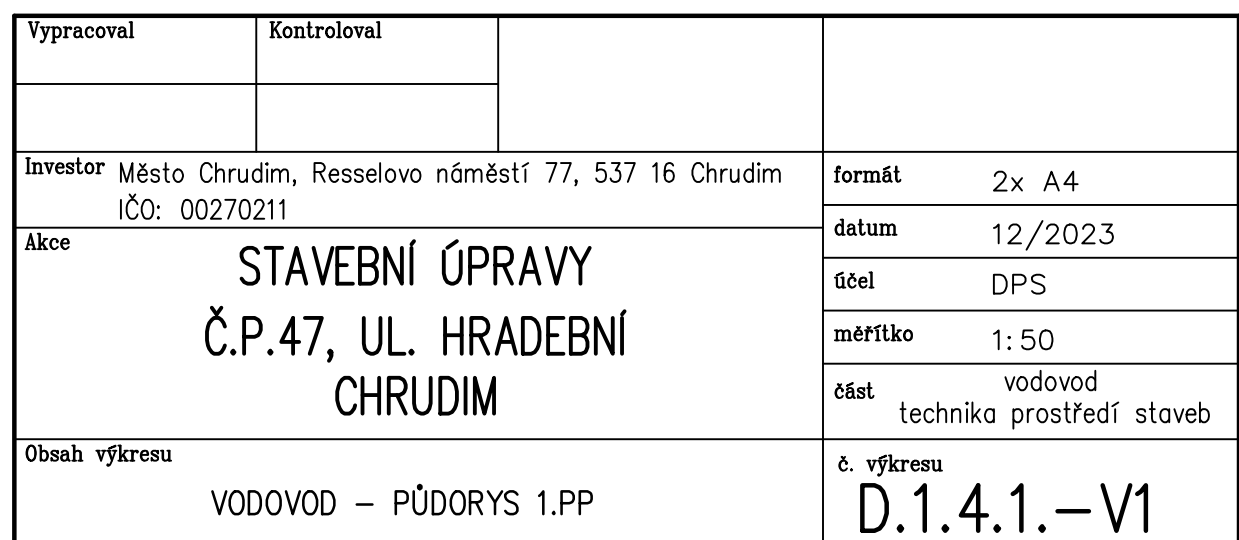 Vypracoval
Kontroloval
Investor Město Chrudim, Resselovo náměstí 77, 537 16 Chrudim
IČO: 00270211
Akce
STAVEBNÍ ÚPRAVY
Č.P.47, UL. HRADEBNÍ
CHRUDIM
formát 2x A4
datum 12/2023
účel DPS
měřítko 1:50
část vodovod
technika prostředí staveb
Obsah výkresu
VODOVOD – PŮDORYS 1.PP
č. výkresu
D.1.4.1.–V1